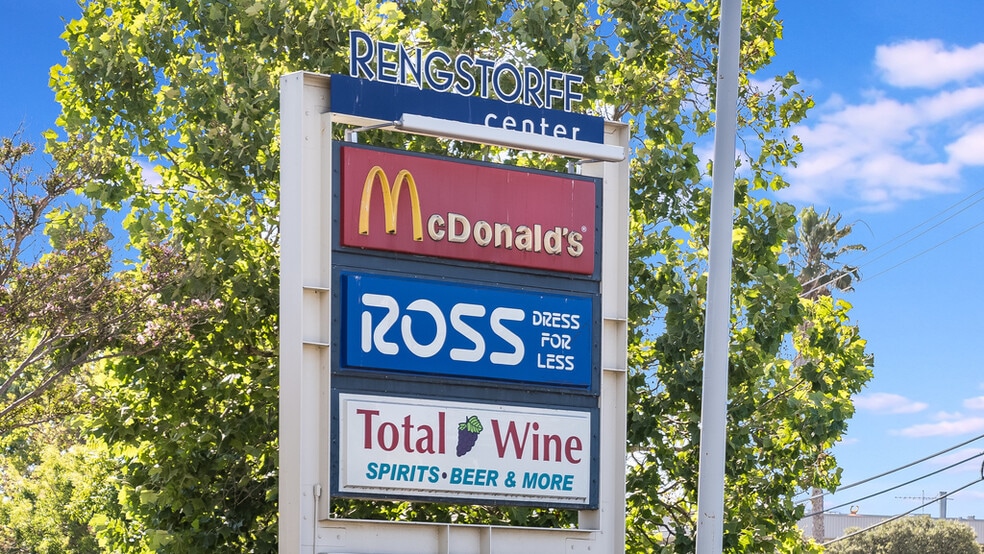 RENGSTORFF
center
McDonald's®
ROSS
DRESS
FOR
LESS
Total Wine
SPIRITS • BEER & MORE